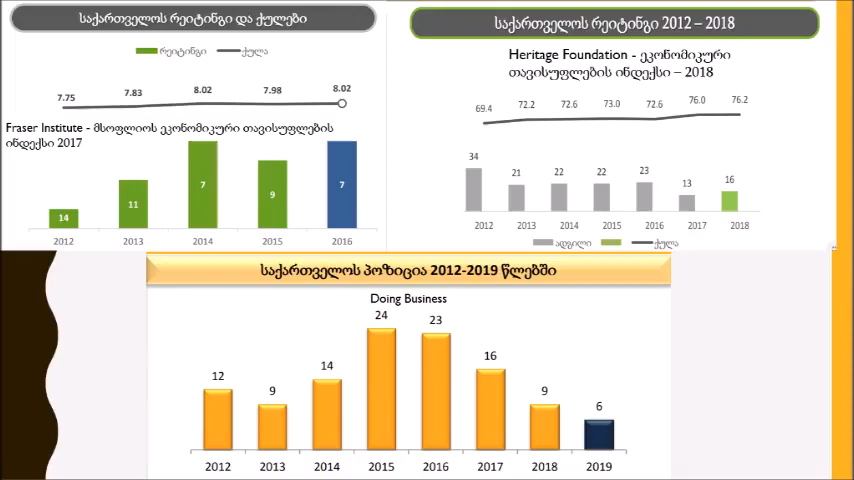 საქართველოს რეიტინგი და ქულები
რეიტინგი ქულა
7.75 7.83 8.02 7.98 8.02
Fraser Institute - მსოფლიოს ეკონომიკური თავისუფლების
ინდექსი 2017
14 11 7 9 7
2012 2013 2014 2015 2016
საქართველოს რეიტინგი 2012 – 2018
Heritage Foundation - ეკონომიკური
თავისუფლების ინდექსი – 2018
69.4 72.2 72.6 73.0 72.6 76.0 76.2
34 21 22 22 23 13 16
2012 2013 2014 2015 2016 2017 2018
ადგილი ქულა
საქართველოს პოზიცია 2012-2019 წლებში
Doing Business
12 9 14 24 23 16 9 6
2012 2013 2014 2015 2016 2017 2018 2019